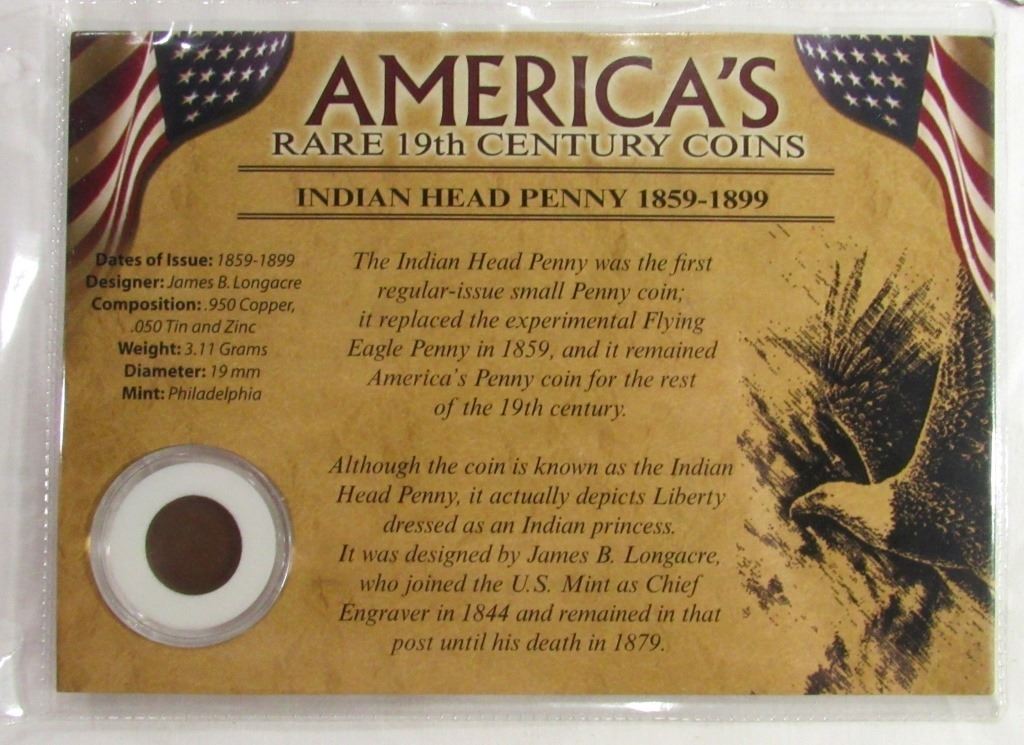 AMERICA'S
RARE 19th CENTURY COINS
INDIAN HEAD PENNY 1859-1899
Dates of Issue: 1859-1899
Designer: James B. Longacre
Composition: .950 Copper,
.050 Tin and Zinc
Weight: 3.11 Grams
Diameter: 19 mm
Mint: Philadelphia
The Indian Head Penny was the first
regular-issue small Penny coin;
it replaced the experimental Flying
Eagle Penny in 1859, and it remained
America's Penny coin for the rest
of the 19th century.
Although the coin is known as the Indian
Head Penny, it actually depicts Liberty
dressed as an Indian princess.
It was designed by James B. Longacre,
who joined the U.S. Mint as Chief
Engraver in 1844 and remained in that
post until his death in 1879.